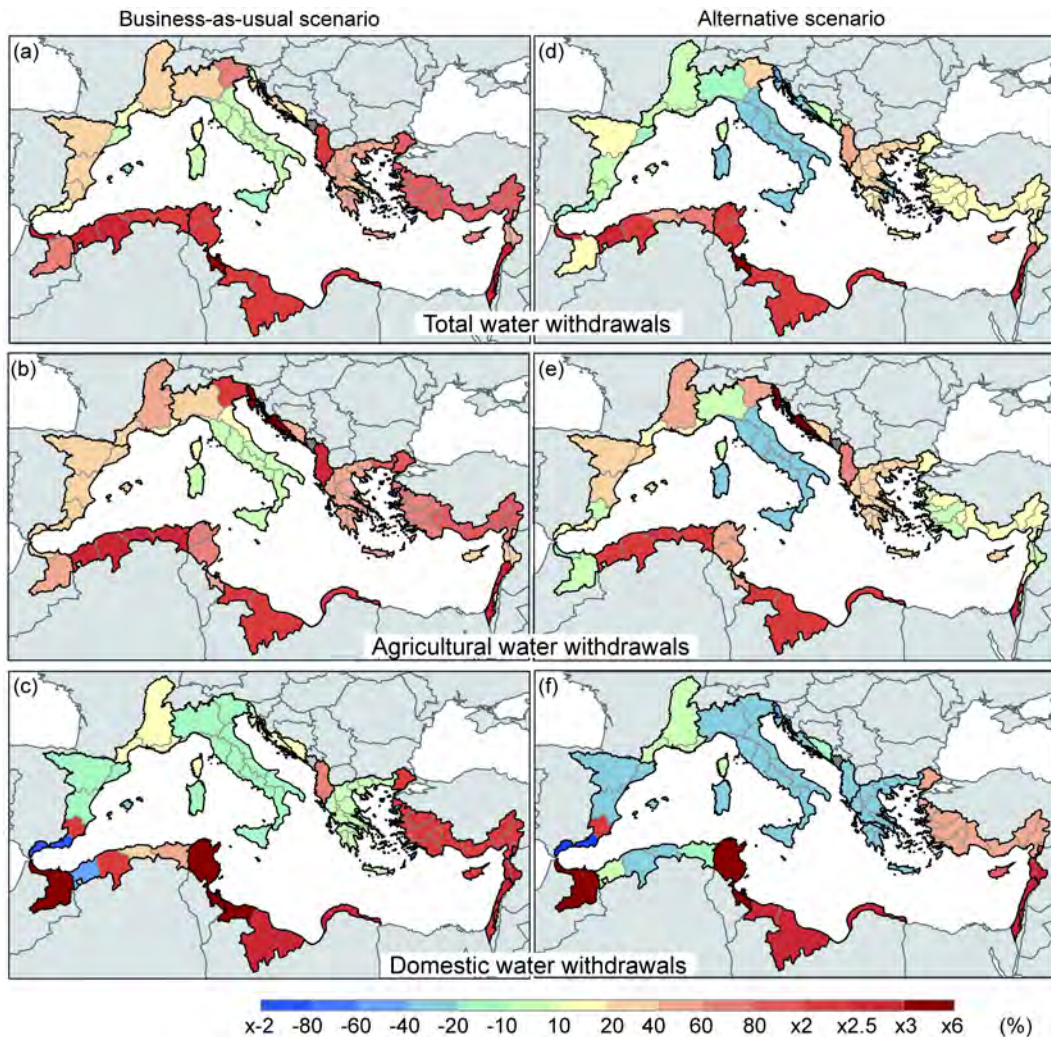 Business-as-usual scenario
Alternative scenario
(a)
(d)
Total water withdrawals
(b)
(e)
Agricultural water withdrawals
(c)
(f)
Domestic water withdrawals
x-2 -80 -60 -40 -20 -10 10 20 40 60 80 x2 x2.5 x3 x6 (%)